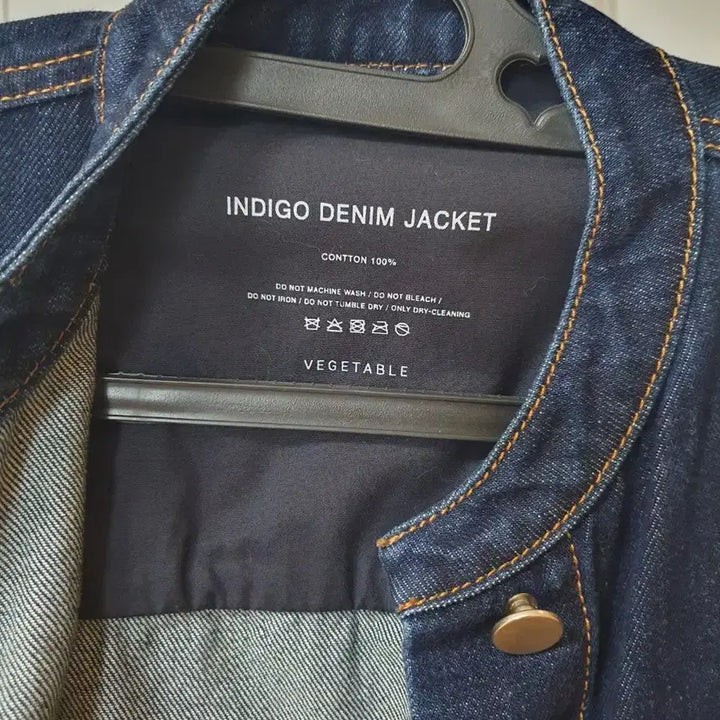 INDIGO DENIM JACKET
CONTTON 100%
DO NOT MACHINE WASH / DO NOT BLEACH /
DO NOT IRON / DO NOT TUMBLE DRY / ONLY DRY-CLEANING
VEGETABLE